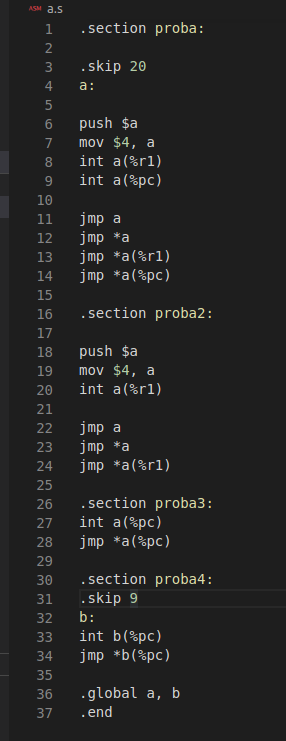 ASM a.s
1 .section proba:
2
3 .skip 20
4 a:
5
6 push $a
7 mov $4, a
8 int a(%r1)
9 int a(%pc)
10
11 jmp a
12 jmp *a
13 jmp *a(%r1)
14 jmp *a(%pc)
15
16 .section proba2:
17
18 push $a
19 mov $4, a
20 int a(%r1)
21
22 jmp a
23 jmp *a
24 jmp *a(%r1)
25
26 .section proba3:
27 int a(%pc)
28 jmp *a(%pc)
29
30 .section proba4:
31 .skip 9
32 b:
33 int b(%pc)
34 jmp *b(%pc)
35
36 .global a, b
37 .end